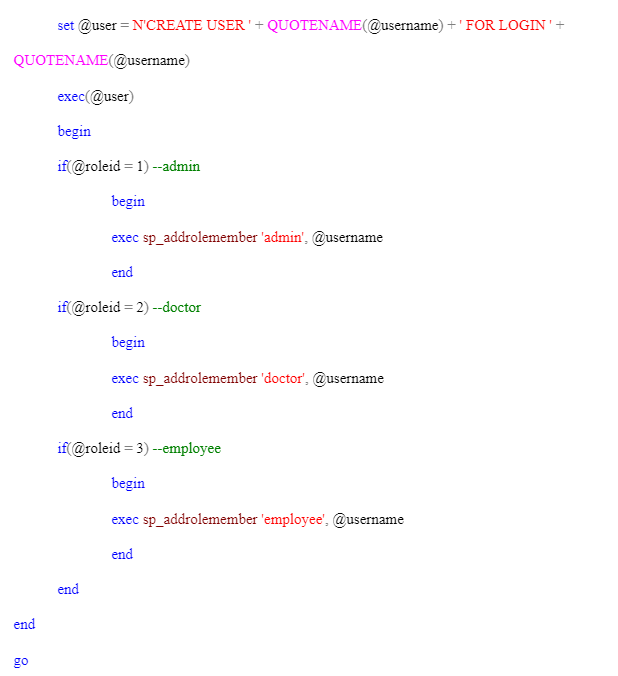 set @user = N'CREATE USER ' + QUOTENAME(@username) + ' FOR LOGIN ' +
QUOTENAME(@username)
exec(@user)
begin
if(@roleid = 1) --admin
begin
exec sp_addrolemember 'admin', @username
end
if(@roleid = 2) --doctor
begin
exec sp_addrolemember 'doctor', @username
end
if(@roleid = 3) --employee
begin
exec sp_addrolemember 'employee', @username
end
end
end
go